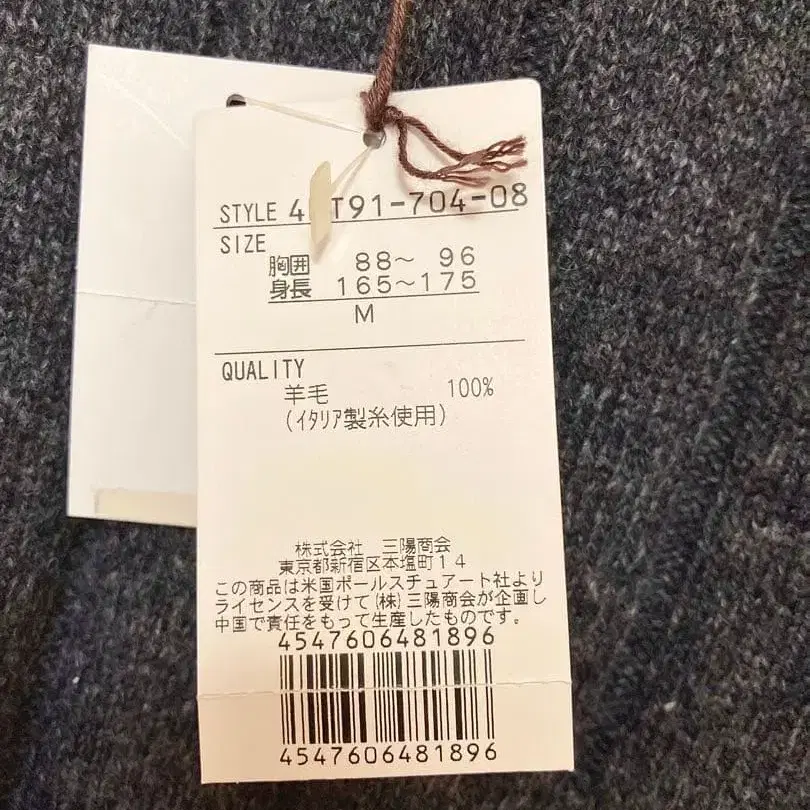 STYLE 4 T91-704-08
SIZE
胸囲 88～ 96
身長 165～175
M
QUALITY
羊毛 100%
(ｲﾀﾘｱ製糸使用)
株式会社 三陽商会
東京都新宿区本塩町14
この商品は米国ポールスチュアート社より
ライセンスを受けて(株)三陽商会が企画し
中国で責任をもって生産したものです。
4547606481896
4547606481896